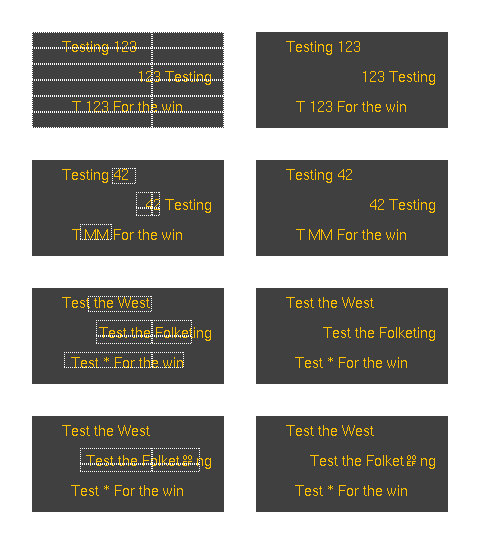 Testing 123 Testing 123
123 Testing 123 Testing
T 123 For the win T 123 For the win
Testing 42 Testing 42
42 Testing 42 Testing
T MM For the win T MM For the win
Test the West Test the West
Test the Folketing Test the Folketing
Test * For the win Test * For the win
Test the West Test the West
Test the Folket ng Test the Folket ng
Test * For the win Test * For the win